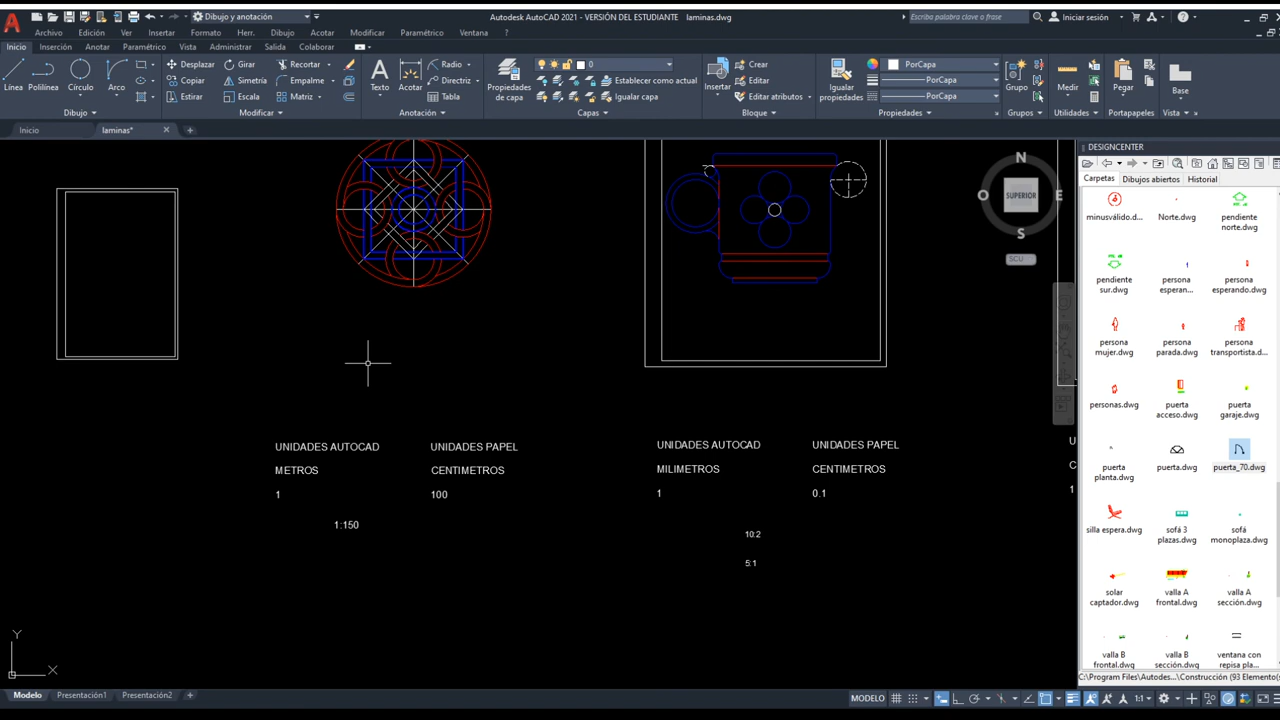 Dibujo y anotación
Autodesk AutoCAD 2021 - VERSIÓN DEL ESTUDIANTE laminas.dwg
Escriba palabra clave o frase
Iniciar sesión
Archivo Edición Ver Insertar Formato Herr. Dibujo Acotar Modificar Paramétrico Ventana ?
Inicio Inserción Anotar Paramétrico Vista Administrar Salida Colaborar
Línea Polilínea Círculo Arco
Desplazar Girar Recortar
Copiar Simetría Empalme
Estirar Escala Matriz
Texto Acotar
Radio
Directriz
Tabla
Propiedades de capa
0
Establecer como actual
Igualar capa
Insertar
Crear
Editar
Editar atributos
Igualar propiedades
PorCapa
PorCapa
PorCapa
Grupo
Medir
Portapapeles
Base
Dibujo Modificar Anotación Capas Bloque Propiedades Grupos Utilidades Vista
Inicio laminas*
N
O SUPERIOR E
S
SCU
UNIDADES AUTOCAD UNIDADES PAPEL
METROS CENTIMETROS
1 100
1:150
UNIDADES AUTOCAD UNIDADES PAPEL
MILIMETROS CENTIMETROS
1 0.1
10:2
5:1
U
C
1
Y
X
DESIGNCENTER
Carpetas Dibujos abiertos Historial
minusválido.d... Norte.dwg pendiente norte.dwg
pendiente sur.dwg persona esperan... persona esperando.dwg
persona mujer.dwg persona parada.dwg persona transportista.dwg
personas.dwg puerta acceso.dwg puerta garaje.dwg
puerta planta.dwg puerta.dwg puerta_70.dwg
silla espera.dwg sofá 3 plazas.dwg sofá monoplaza.dwg
solar captador.dwg valla A frontal.dwg valla A sección.dwg
valla B frontal.dwg valla B sección.dwg ventana con repisa pla...
C:\Program Files\Autodes...\Construcción (93 Elemento(s
Modelo Presentación1 Presentación2
MODELO
1:1